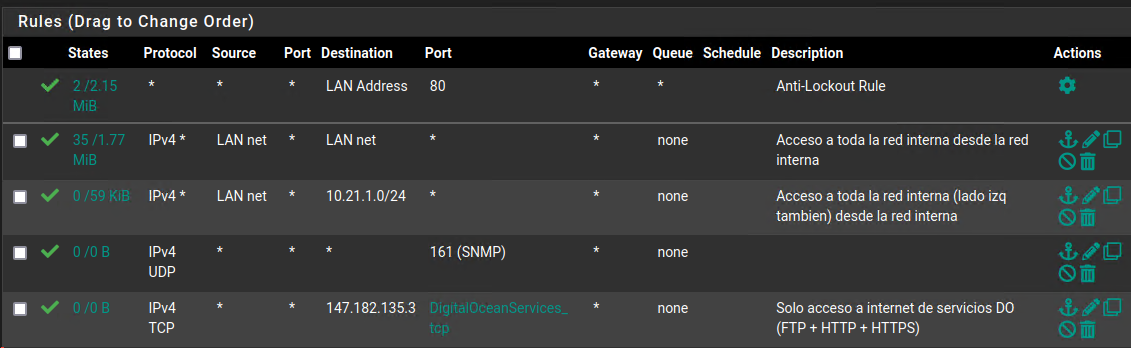 Rules (Drag to Change Order)
States Protocol Source Port Destination Port Gateway Queue Schedule Description Actions
2 /2.15 MiB * * * LAN Address 80 * * Anti-Lockout Rule
35 /1.77 MiB IPv4 * LAN net * LAN net * * none Acceso a toda la red interna desde la red interna
0 /59 KiB IPv4 * LAN net * 10.21.1.0/24 * * none Acceso a toda la red interna (lado izq tambien) desde la red interna
0 /0 B IPv4 UDP * * * 161 (SNMP) * none
0 /0 B IPv4 TCP * * 147.182.135.3 DigitalOceanServices_tcp * none Solo acceso a internet de servicios DO (FTP + HTTP + HTTPS)